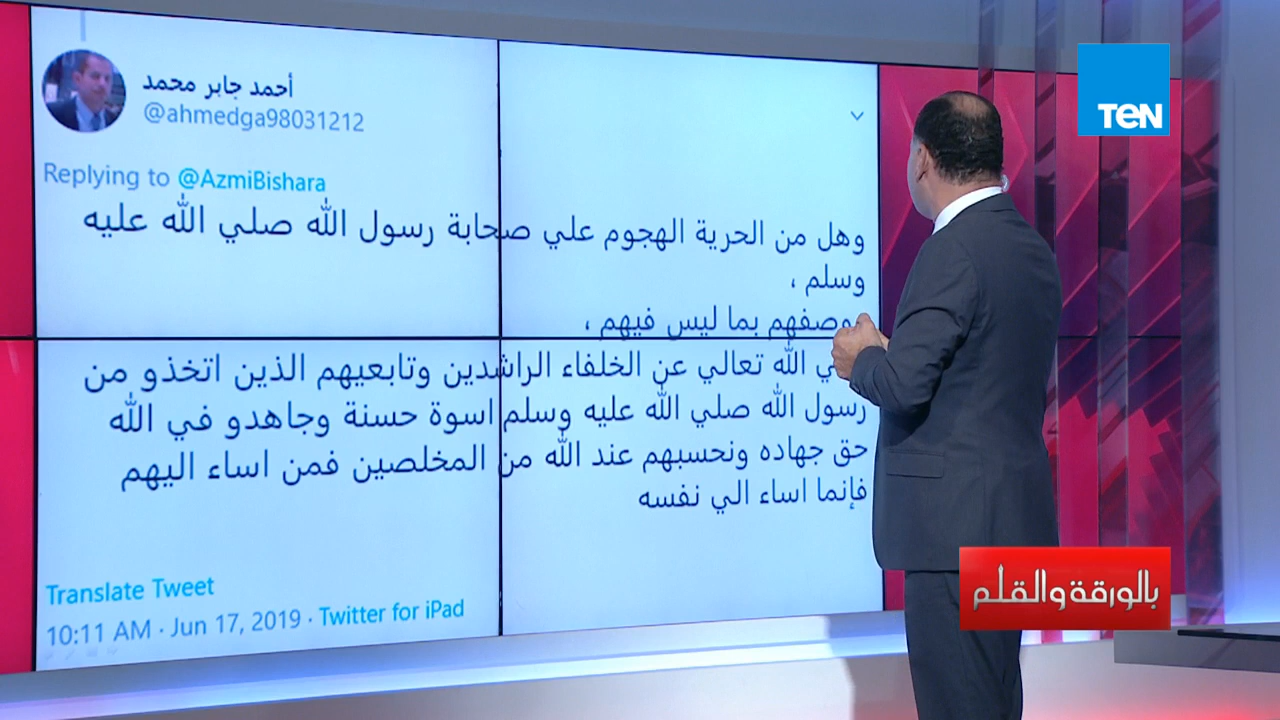 أحمد جابر محمد
@ahmedga98031212
Replying to @AzmiBishara
وهل من الحرية الهجوم علي صحابة رسول الله صلي الله عليه
وسلم ،
وصفهم بما ليس فيهم ،
الله تعالي عن الخلفاء الراشدين وتابعيهم الذين اتخذو من
رسول الله صلي الله عليه وسلم اسوة حسنة وجاهدو في الله
حق جهاده ونحسبهم عند الله من المخلصين فمن اساء اليهم
فإنما اساء الي نفسه
Translate Tweet
10:11 AM · Jun 17, 2019 · Twitter for iPad
TEN
بالورقة والقلم